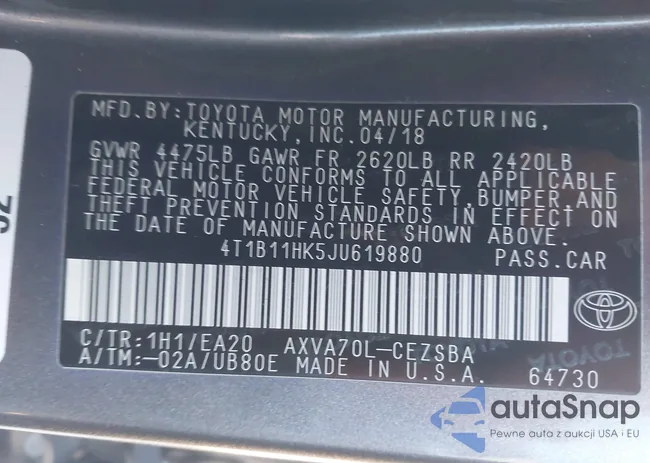 MFD.BY:TOYOTA MOTOR MANUFACTURING,
KENTUCKY, INC. 04/18
GVWR 4475LB GAWR FR 2620LB RR 2420LB
THIS VEHICLE CONFORMS TO ALL APPLICABLE
FEDERAL MOTOR VEHICLE SAFETY,BUMPER,AND
THEFT PREVENTION STANDARDS IN EFFECT ON
THE DATE OF MANUFACTURE SHOWN ABOVE.
4T1B11HK5JU619880 PASS.CAR
C/TR:1H1/EA20 AXVA70L-CEZSBA
A/TM:-02A/UB80E MADE IN U.S.A. 64730
autaSnap
Pewne auta z aukcji USA i EU